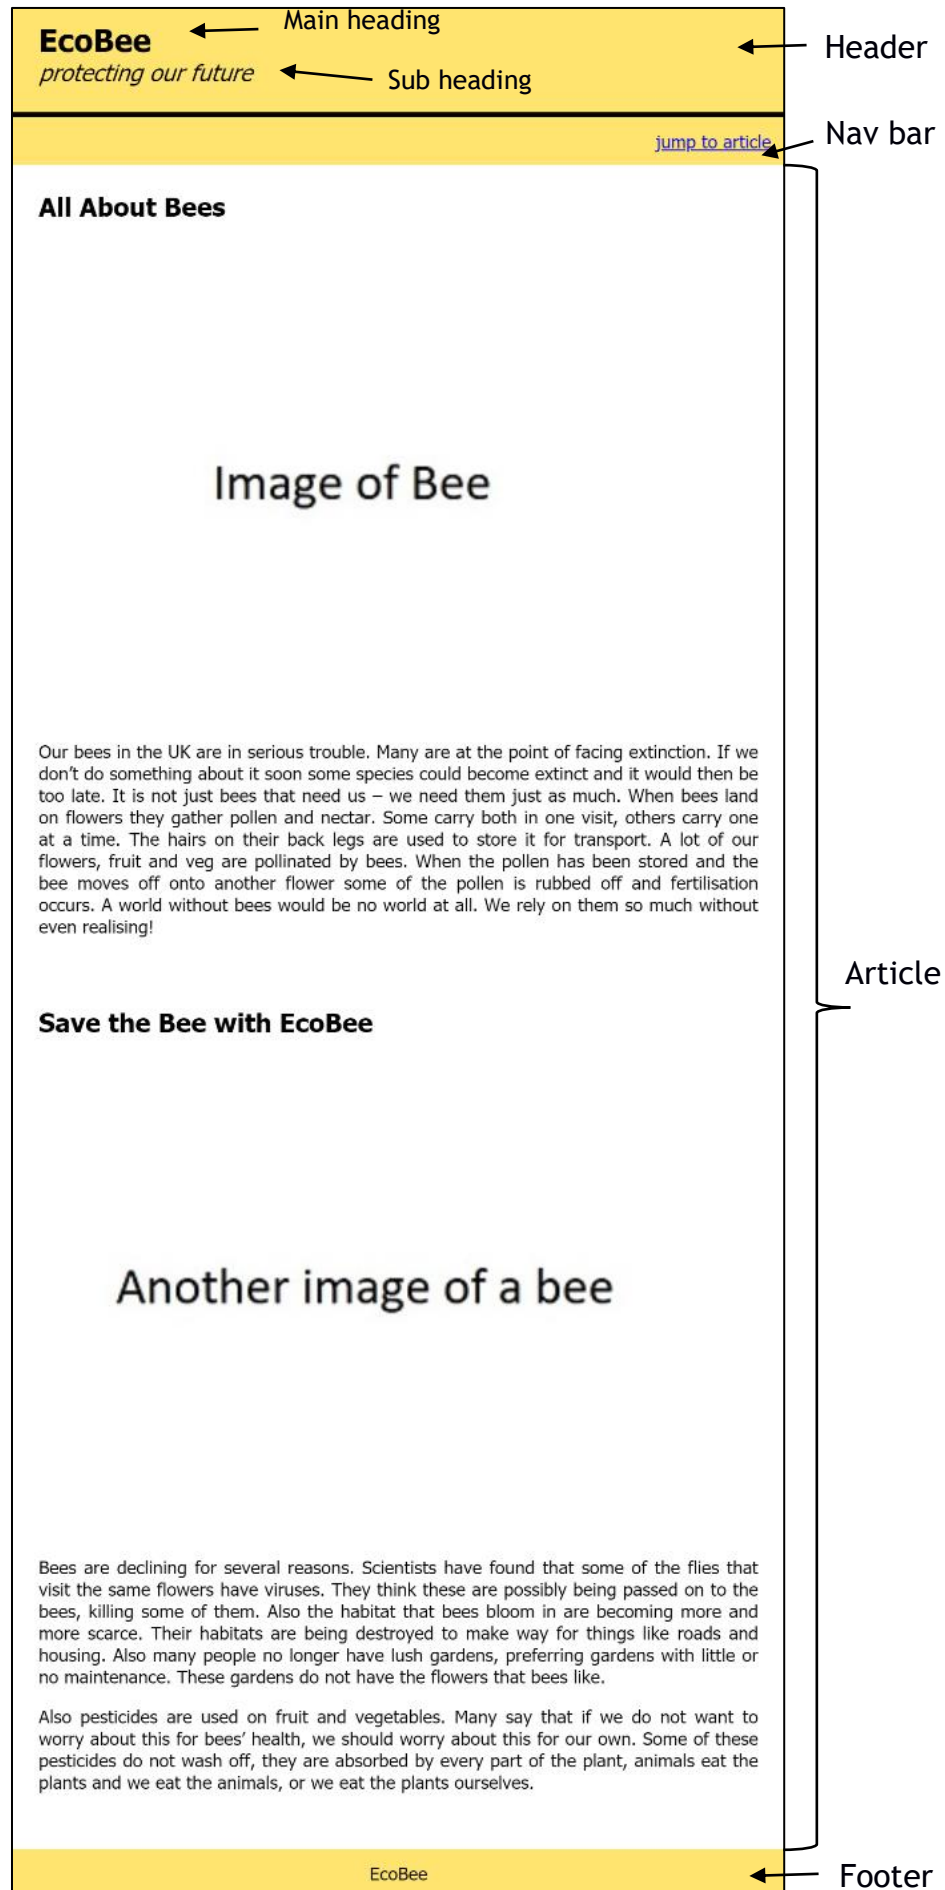 Main heading
EcoBee
Header
protecting our future
Sub heading
Nav bar
jump to article
All About Bees
Image of Bee
Our bees in the UK are in serious trouble. Many are at the point of facing extinction. If we
don't do something about it soon some species could become extinct and it would then be
too late. It is not just bees that need us – we need them just as much. When bees land
on flowers they gather pollen and nectar. Some carry both in one visit, others carry one
at a time. The hairs on their back legs are used to store it for transport. A lot of our
flowers, fruit and veg are pollinated by bees. When the pollen has been stored and the
bee moves off onto another flower some of the pollen is rubbed off and fertilisation
occurs. A world without bees would be no world at all. We rely on them so much without
even realising!
Article
Save the Bee with EcoBee
Another image of a bee
Bees are declining for several reasons. Scientists have found that some of the flies that
visit the same flowers have viruses. They think these are possibly being passed on to the
bees, killing some of them. Also the habitat that bees bloom in are becoming more and
more scarce. Their habitats are being destroyed to make way for things like roads and
housing. Also many people no longer have lush gardens, preferring gardens with little or
no maintenance. These gardens do not have the flowers that bees like.
Also pesticides are used on fruit and vegetables. Many say that if we do not want to
worry about this for bees' health, we should worry about this for our own. Some of these
pesticides do not wash off, they are absorbed by every part of the plant, animals eat the
plants and we eat the animals, or we eat the plants ourselves.
EcoBee
Footer